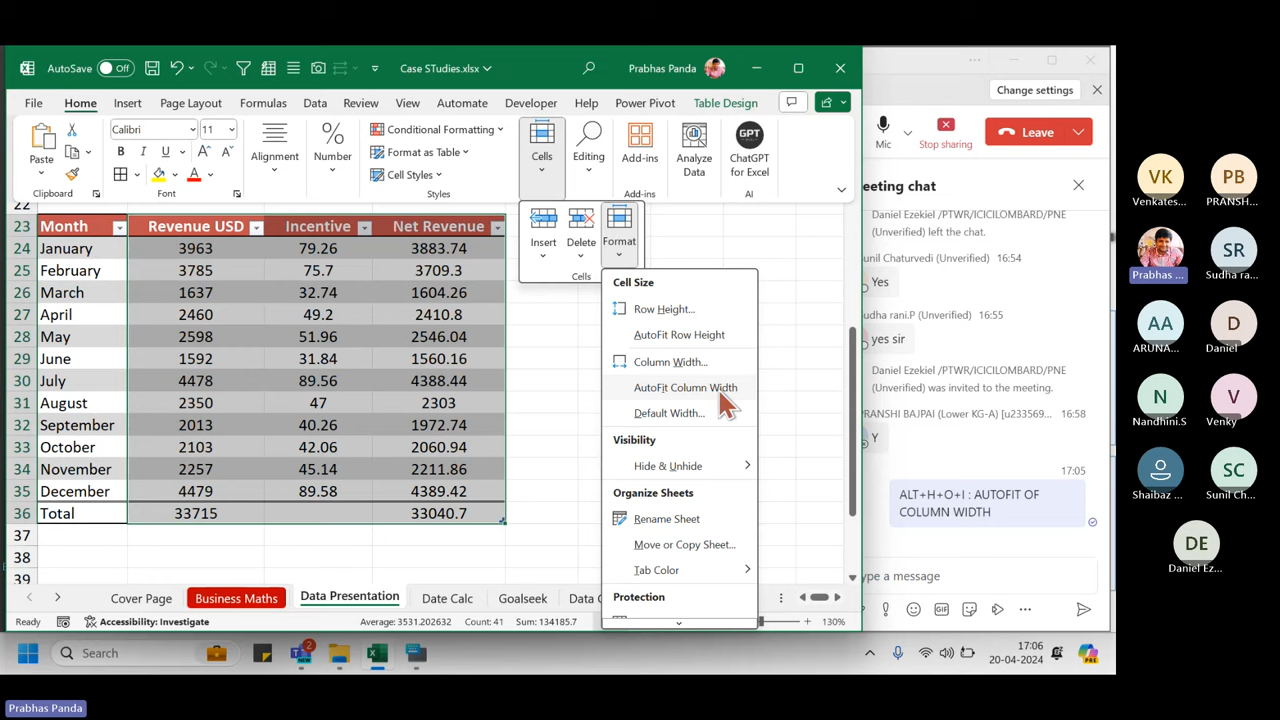 AutoSave Off Case STudies.xlsx Prabhas Panda
File Home Insert Page Layout Formulas Data Review View Automate Developer Help Power Pivot Table Design
Paste Calibri 11 Alignment Number Conditional Formatting Format as Table Cell Styles Cells Editing Add-ins Analyze Data ChatGPT for Excel
B I U A A A
Clipboard Font Styles Add-ins AI
Insert Delete Format
Cells
Cell Size
Row Height...
AutoFit Row Height
Column Width...
AutoFit Column Width
Default Width...
Visibility
Hide & Unhide
Organize Sheets
Rename Sheet
Move or Copy Sheet...
Tab Color
Protection
22
23 Month Revenue USD Incentive Net Revenue
24 January 3963 79.26 3883.74
25 February 3785 75.7 3709.3
26 March 1637 32.74 1604.26
27 April 2460 49.2 2410.8
28 May 2598 51.96 2546.04
29 June 1592 31.84 1560.16
30 July 4478 89.56 4388.44
31 August 2350 47 2303
32 September 2013 40.26 1972.74
33 October 2103 42.06 2060.94
34 November 2257 45.14 2211.86
35 December 4479 89.58 4389.42
36 Total 33715 33040.7
37
38
39
Cover Page Business Maths Data Presentation Date Calc Goalseek Data
Ready Accessibility: Investigate Average: 3531.202632 Count: 41 Sum: 134185.7 130%
Change settings
Mic Stop sharing Leave
eeting chat
Daniel Ezekiel /PTWR/ICICILOMBARD/PNE
(Unverified) left the chat.
unil Chaturvedi (Unverified) 16:54
Yes
udha rani.P (Unverified) 16:55
yes sir
Daniel Ezekiel /PTWR/ICICILOMBARD/PNE
(Unverified) was invited to the meeting.
RANSHI BAJPAI (Lower KG-A) [u233569... 16:58
Y
17:05
ALT+H+O+I : AUTOFIT OF
COLUMN WIDTH
ype a message
GIF
VK PB
Venkates... PRANSH...
SR
Prabhas ... Sudha ra...
AA D
ARUNA... Daniel
N V
Nandhini.S Venky
SC
Shaibaz ... Sunil Ch...
DE
Daniel Ez...
Search NEW 2 17:06
20-04-2024 PRE
Prabhas Panda